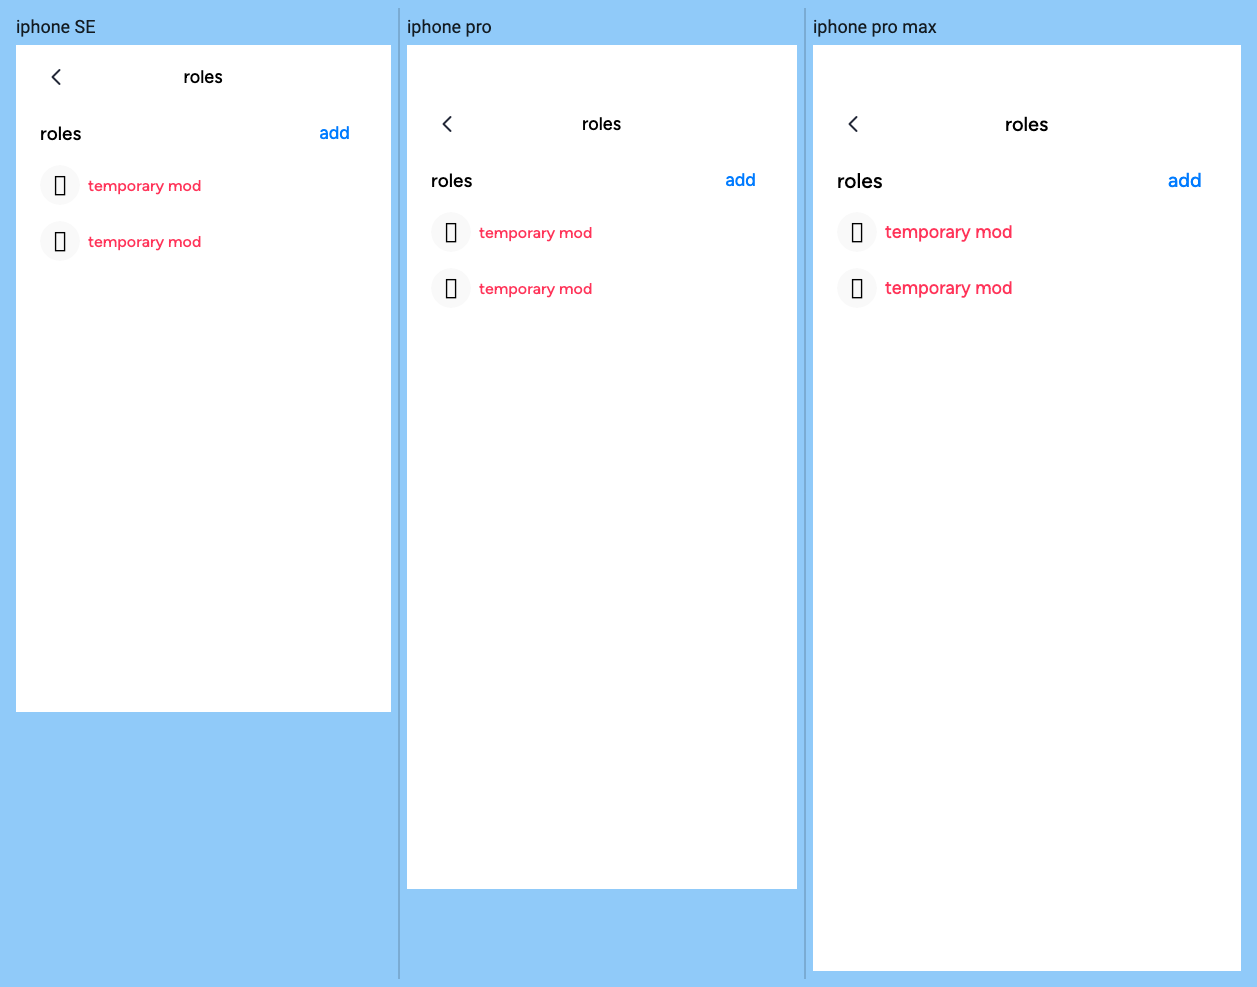 iphone SE
roles
roles add
temporary mod
temporary mod
iphone pro
roles
roles add
temporary mod
temporary mod
iphone pro max
roles
roles add
temporary mod
temporary mod